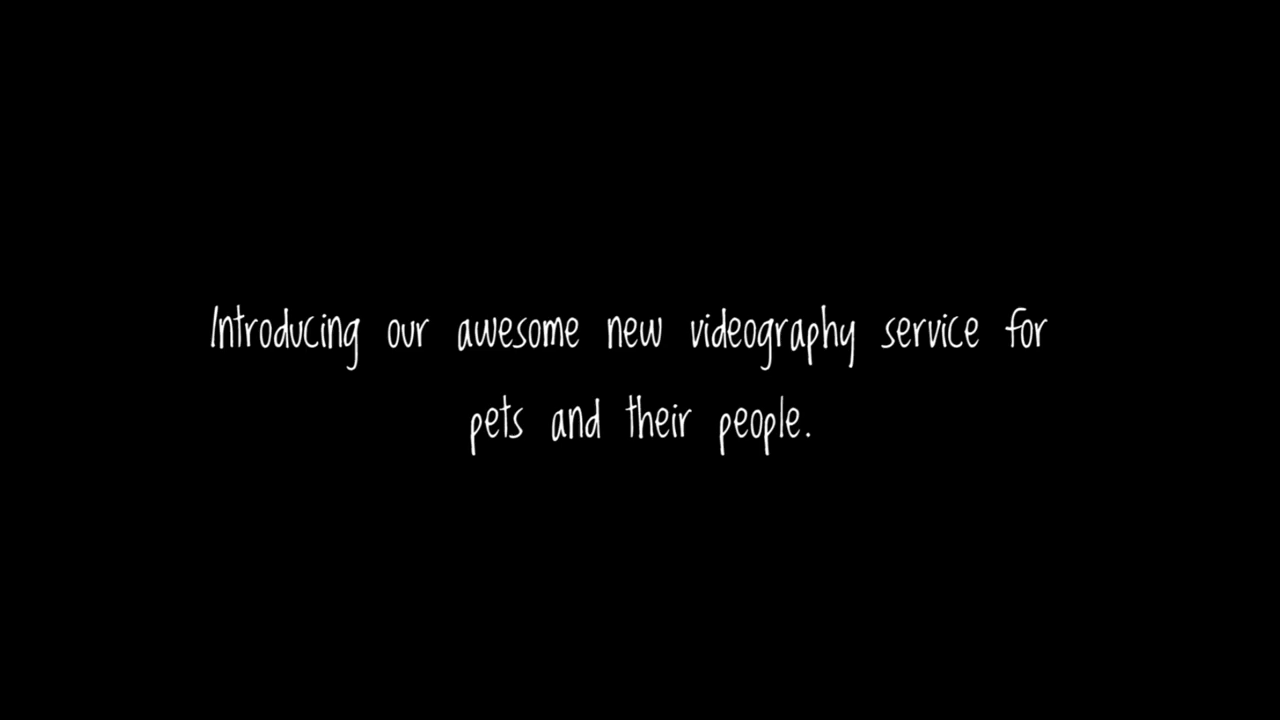 Introducing our awesome new videography service for
pets and their people.